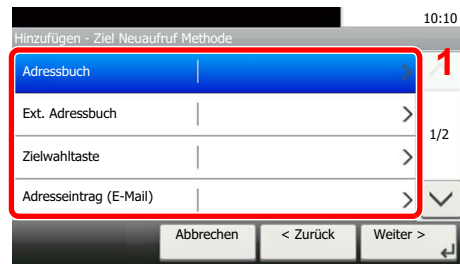 10:10
Hinzufügen - Ziel Neuaufruf Methode
Adressbuch
1
Ext. Adressbuch
1/2
Zielwahltaste
Adresseintrag (E-Mail)
Abbrechen < Zurück Weiter >